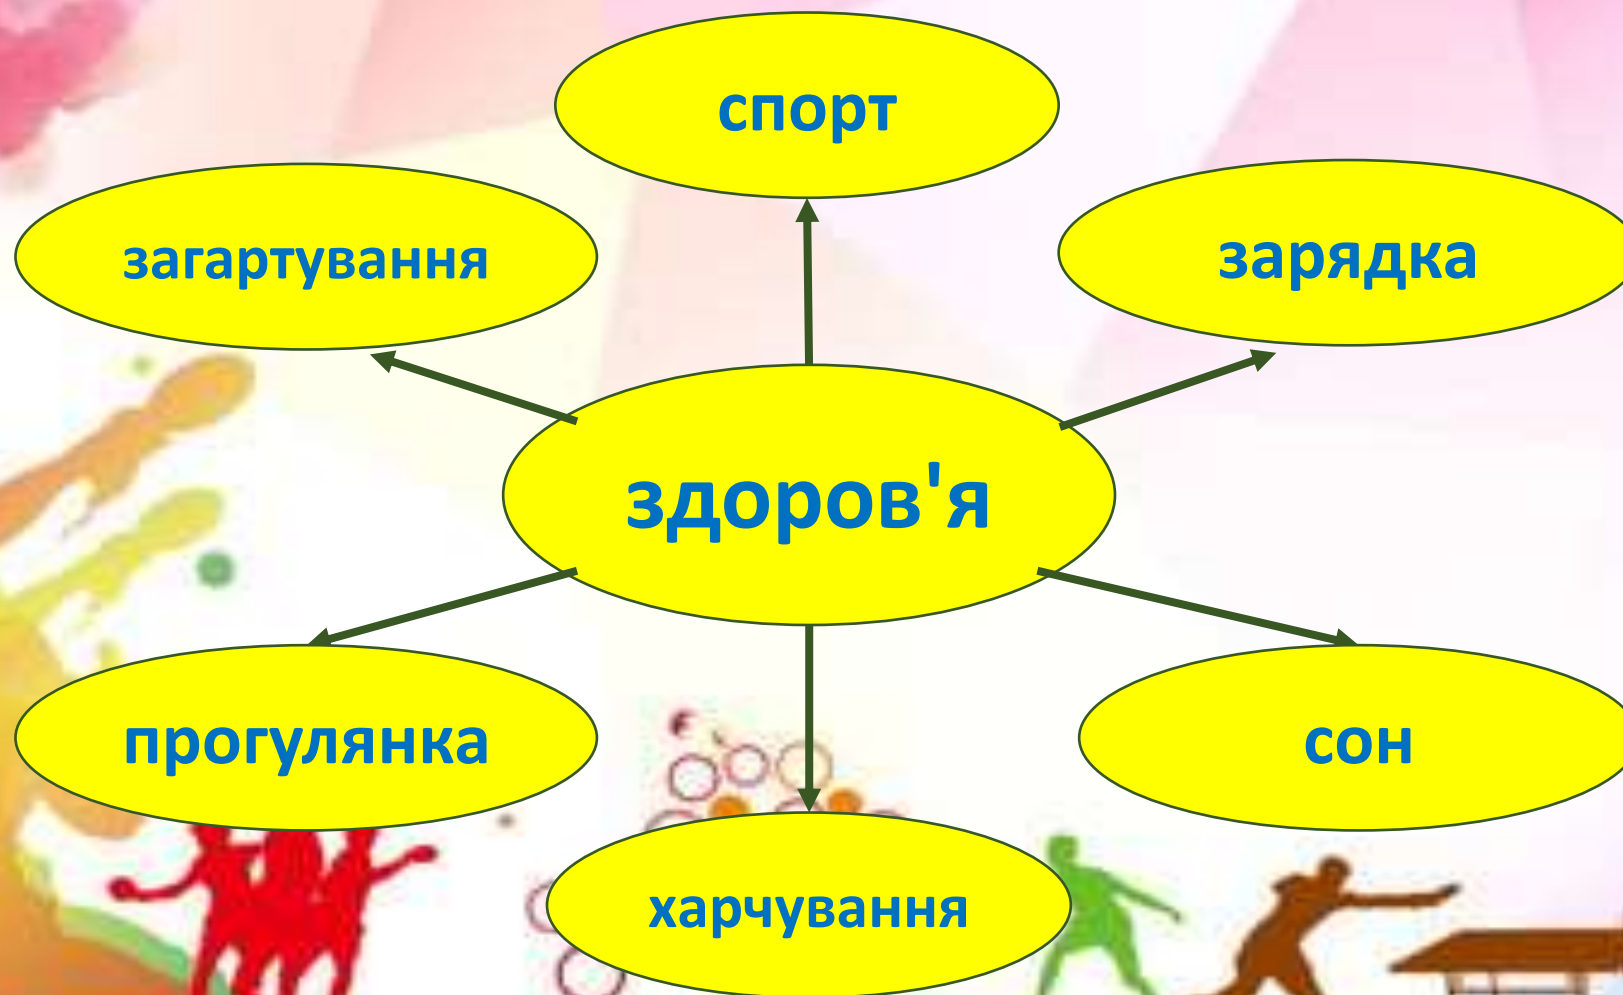 спорт
загартування
зарядка
здоров'я
прогулянка
сон
харчування